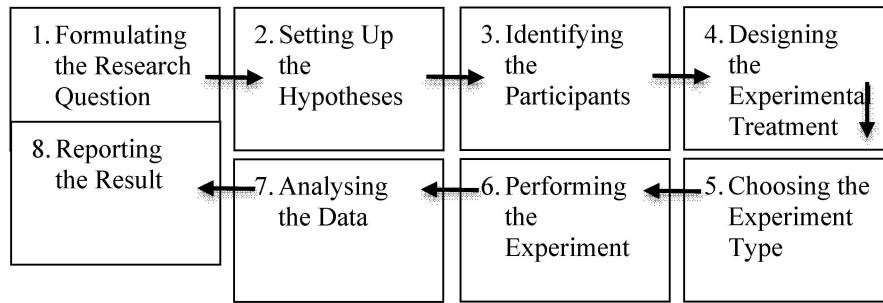 1. Formulating
the Research
Question
2. Setting Up
the
Hypotheses
3. Identifying
the
Participants
4. Designing
the
Experimental
Treatment
5. Choosing the
Experiment
Type
6. Performing
the
Experiment
7. Analysing
the Data
8. Reporting
the Result